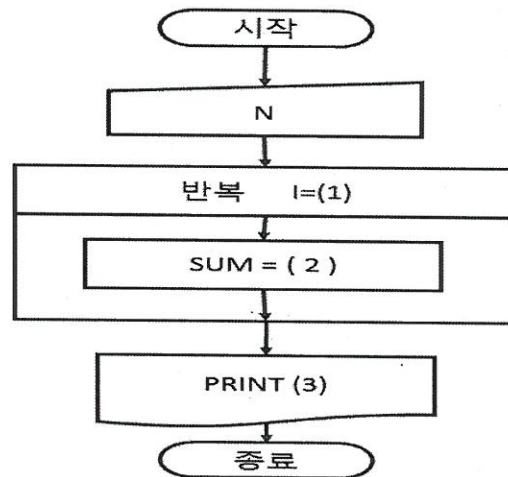 시작
N
반복 I=(1)
SUM = ( 2 )
PRINT (3)
종료